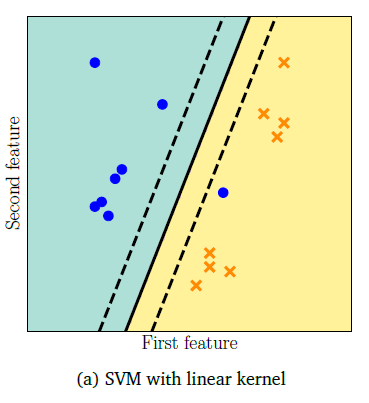 Second feature
First feature
(a) SVM with linear kernel